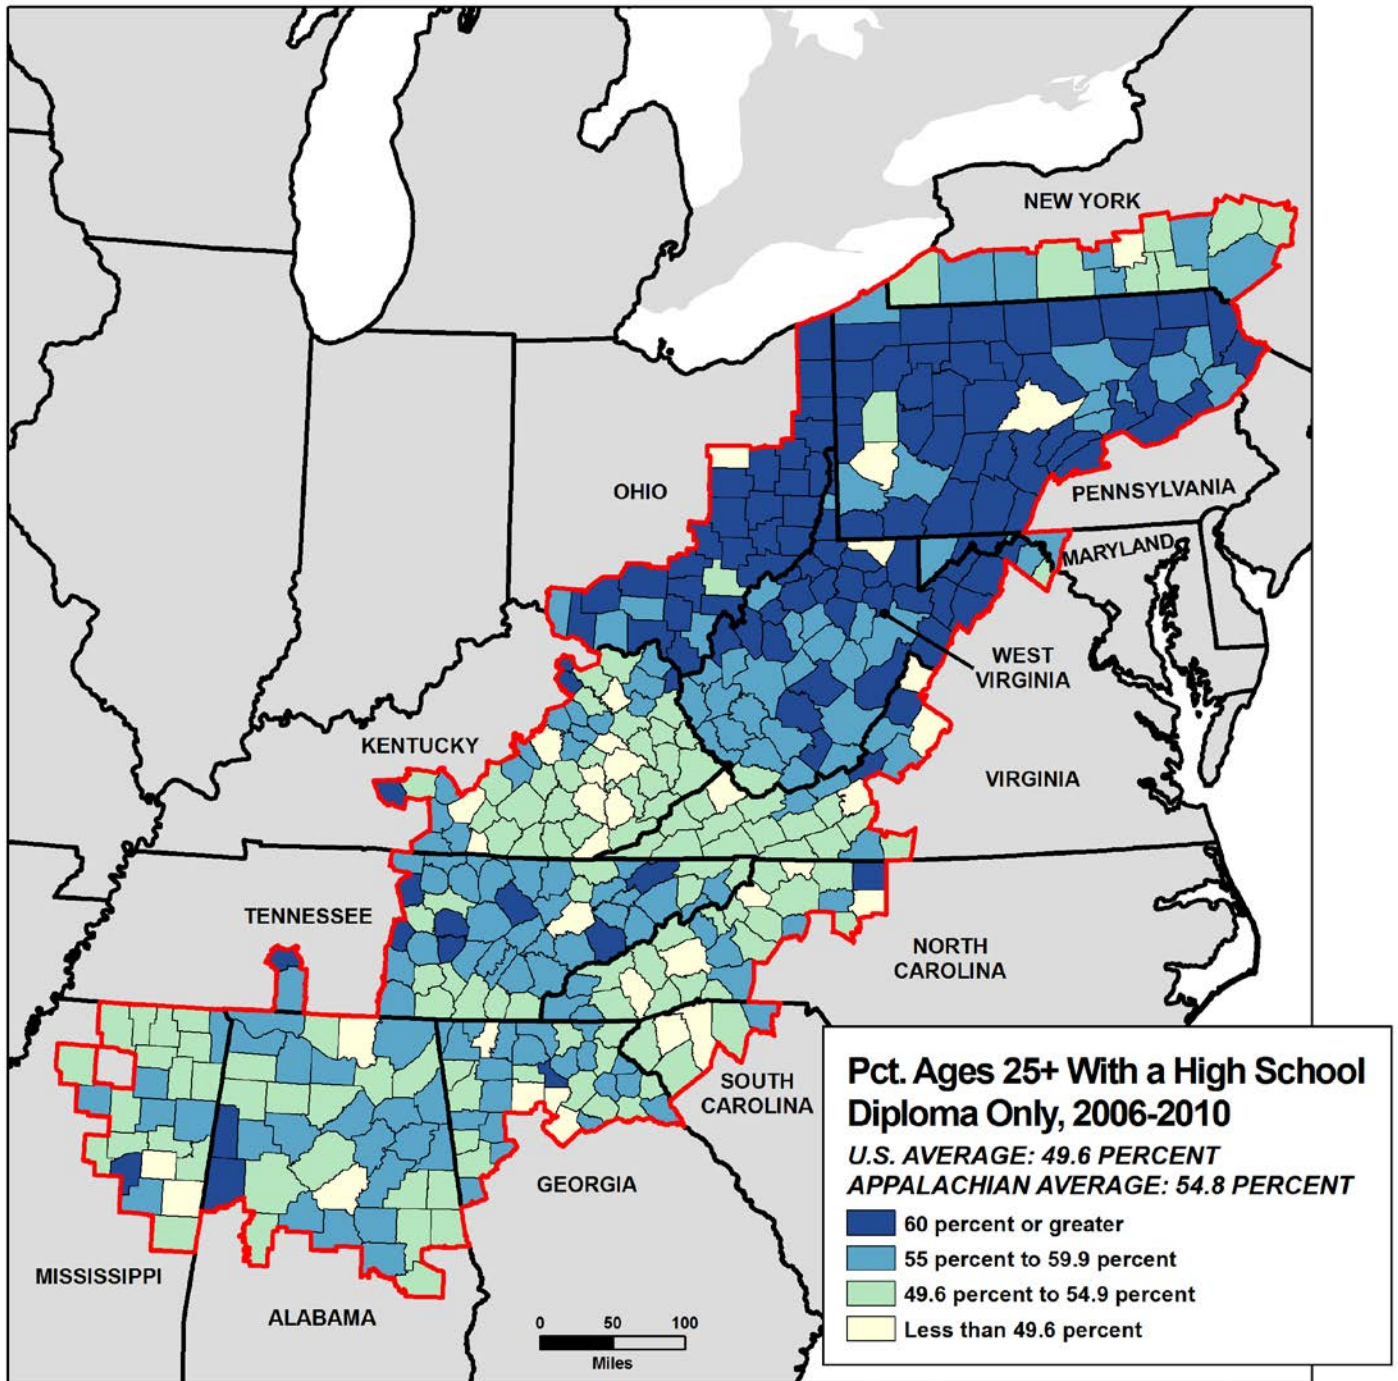 NEW YORK
OHIO
PENNSYLVANIA
MARYLAND
WEST
VIRGINIA
KENTUCKY
VIRGINIA
TENNESSEE
NORTH
CAROLINA
SOUTH
CAROLINA
GEORGIA
MISSISSIPPI
ALABAMA
0 50 100
Miles
Pct. Ages 25+ With a High School
Diploma Only, 2006-2010
U.S. AVERAGE: 49.6 PERCENT
APPALACHIAN AVERAGE: 54.8 PERCENT
60 percent or greater
55 percent to 59.9 percent
49.6 percent to 54.9 percent
Less than 49.6 percent